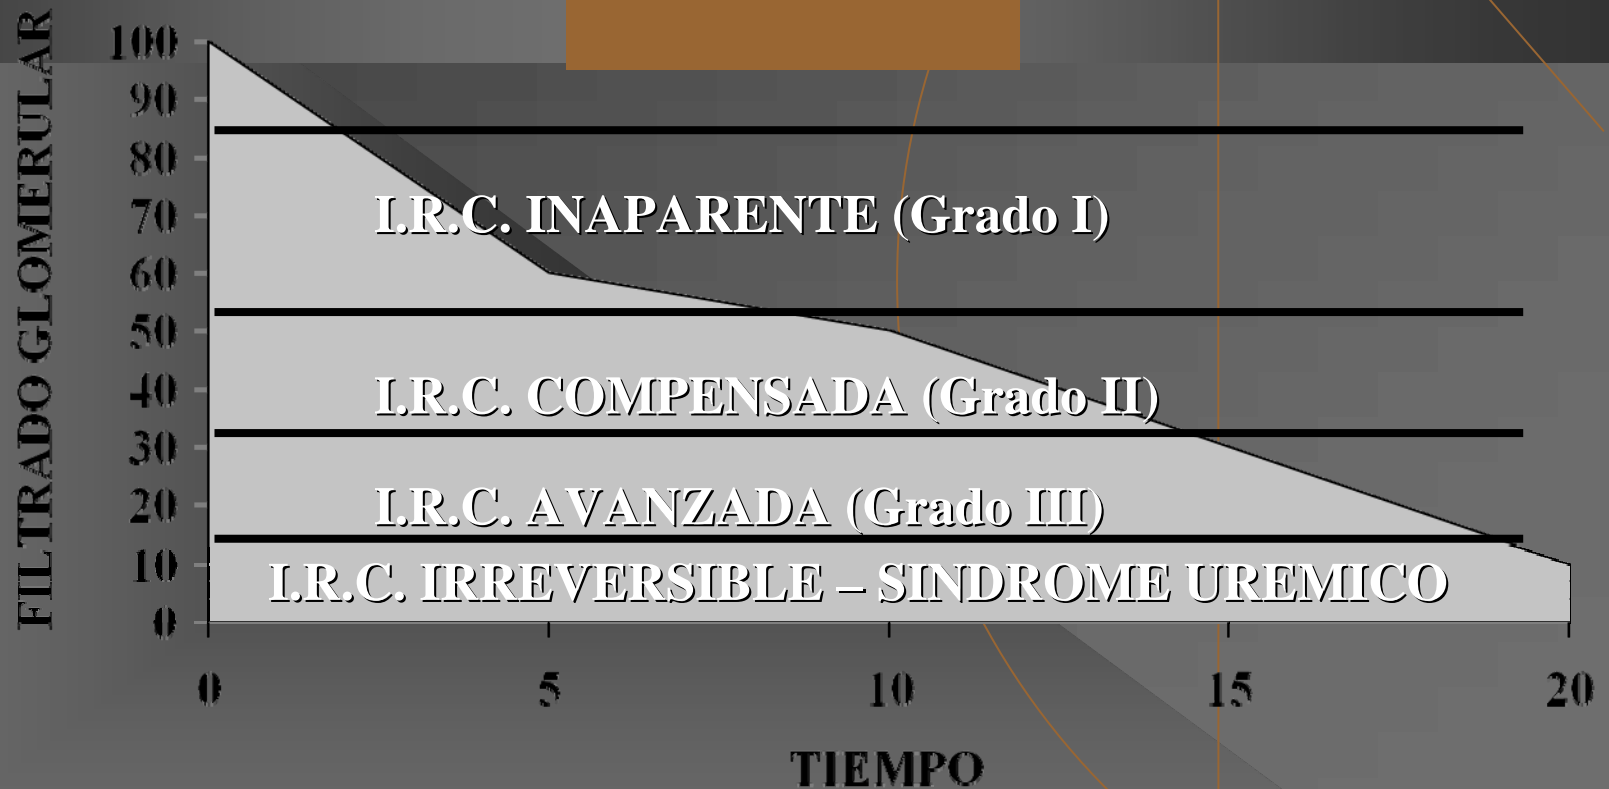 FILTRADO GLOMERULAR
100
90
80
70
60
50
40
30
20
10
0
I.R.C. INAPARENTE (Grado I)
I.R.C. COMPENSADA (Grado II)
I.R.C. AVANZADA (Grado III)
I.R.C. IRREVERSIBLE – SINDROME UREMICO
0 5 10 15 20
TIEMPO